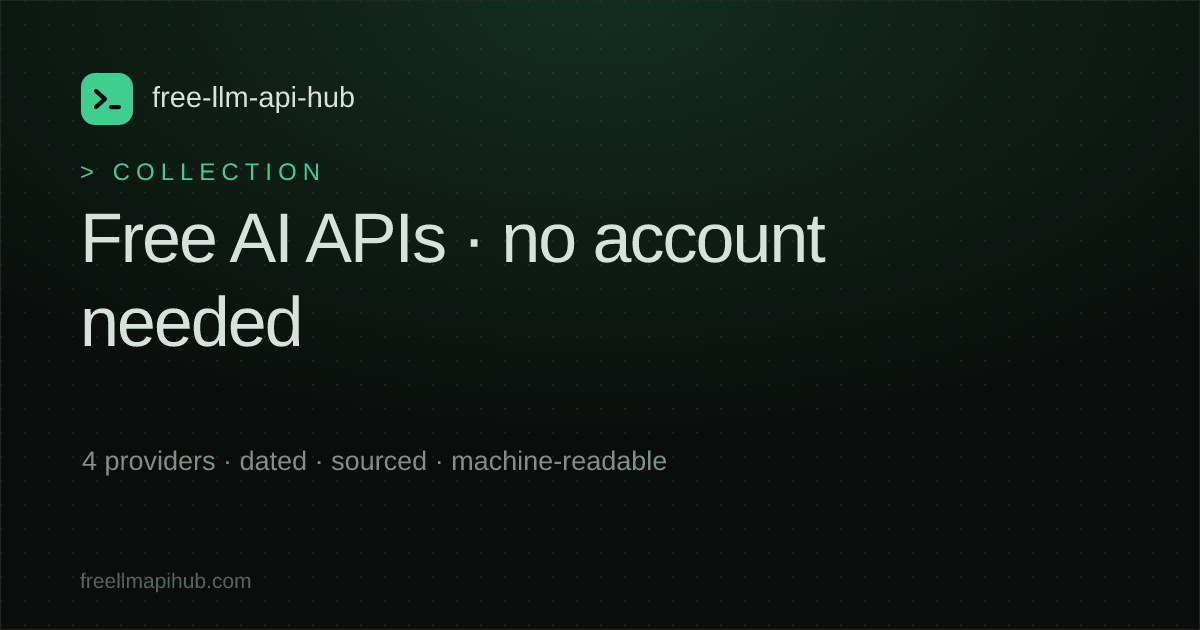 free-llm-api-hub
> COLLECTION
Free AI APIs · no account
needed
4 providers · dated · sourced · machine-readable
freellmapihub.com